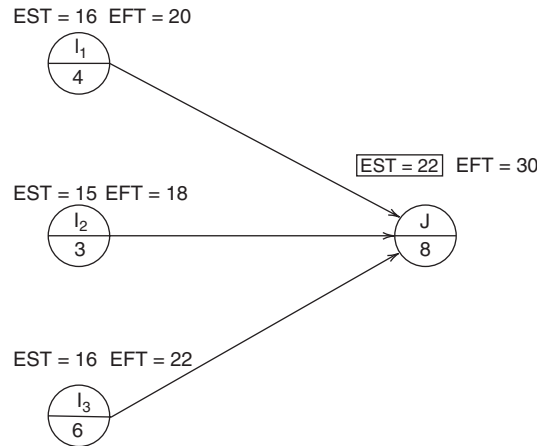 EST = 16 EFT = 20
I₁
4
EST = 22 EFT = 30
EST = 15 EFT = 18
I₂
3
J
8
EST = 16 EFT = 22
I₃
6